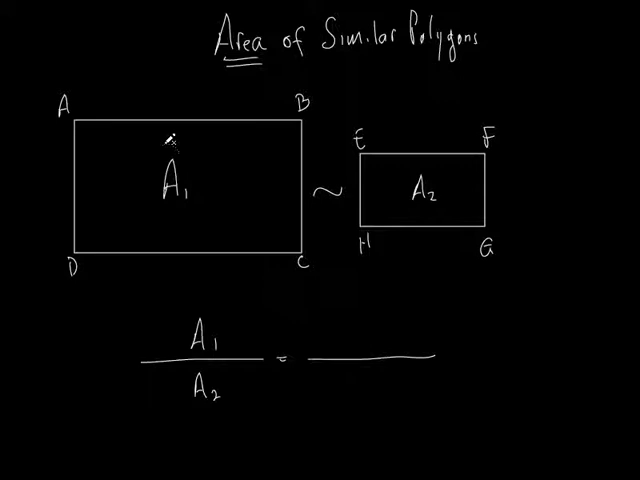 Area of Similar Polygons
A B
E F
A₁ ~ A₂
D C H G
A₁
= 
A₂